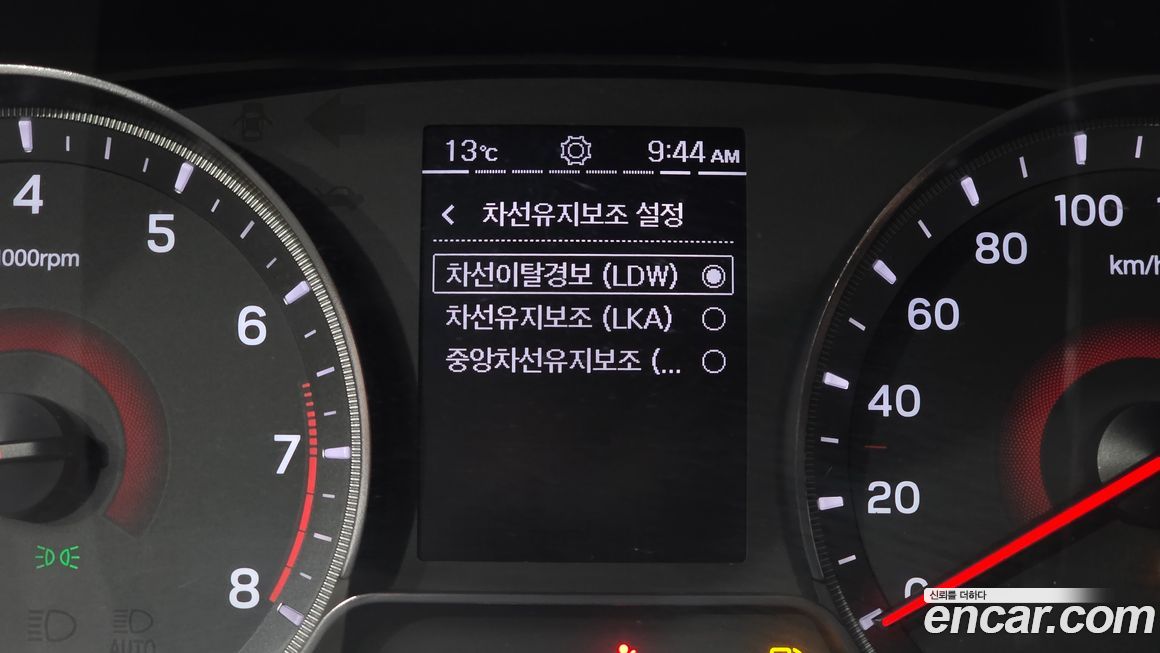 13℃ 9:44 AM
차선유지보조 설정
차선이탈경보 (LDW)
차선유지보조 (LKA)
중앙차선유지보조 (...
4
5
6
7
8
1000rpm
100
80
60
40
20
0
km/h
AUTO
신뢰를 더하다
encar.com